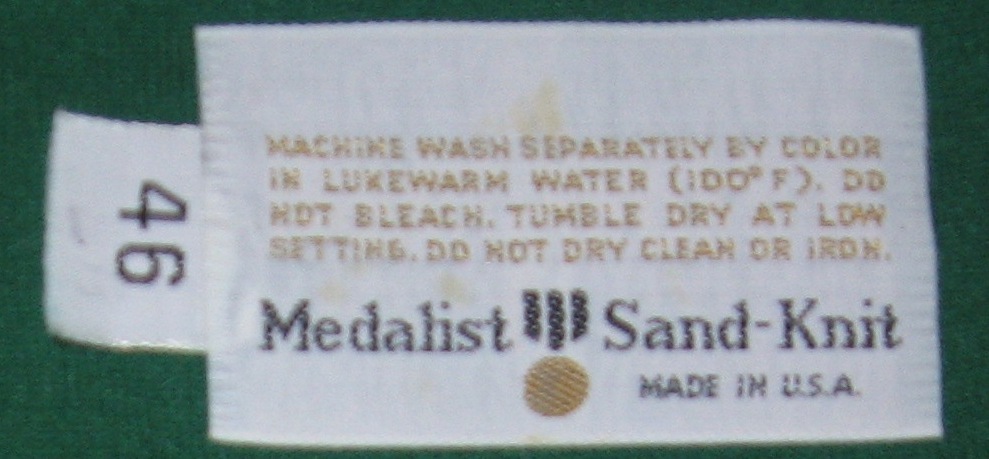 46
MACHINE WASH SEPARATELY BY COLOR
IN LUKEWARM WATER (100° F). DO
NOT BLEACH. TUMBLE DRY AT LOW
SETTING. DO NOT DRY CLEAN OR IRON.
Medalist Sand-Knit
MADE IN U.S.A.